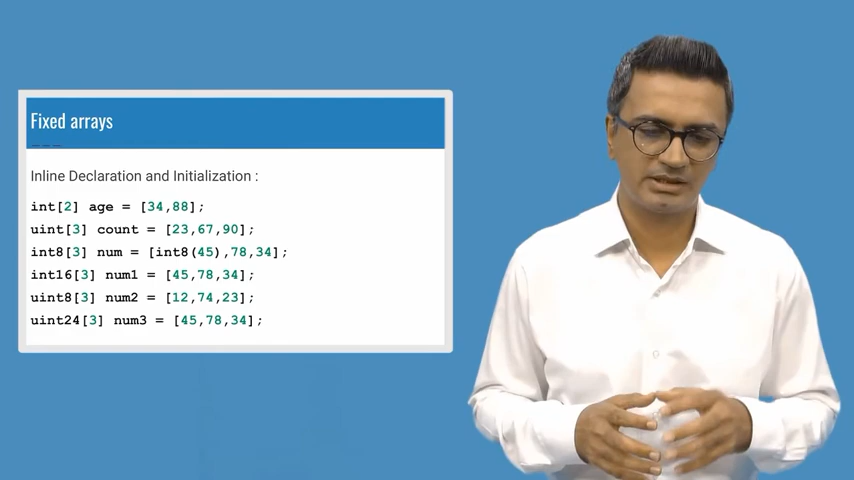 Fixed arrays
Inline Declaration and Initialization :
int[2] age = [34,88];
uint[3] count = [23,67,90];
int8[3] num = [int8(45),78,34];
int16[3] num1 = [45,78,34];
uint8[3] num2 = [12,74,23];
uint24[3] num3 = [45,78,34];